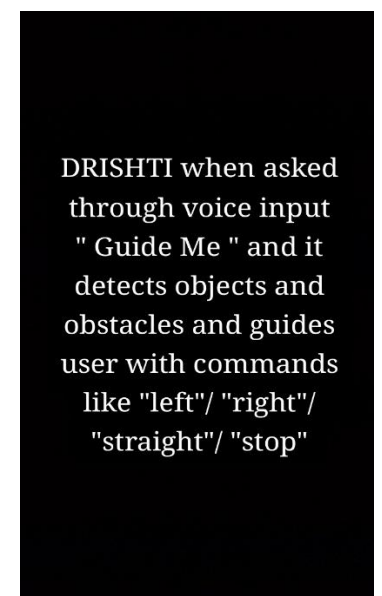 DRISHTI when asked
through voice input
" Guide Me " and it
detects objects and
obstacles and guides
user with commands
like "left"/ "right"/
"straight"/ "stop"